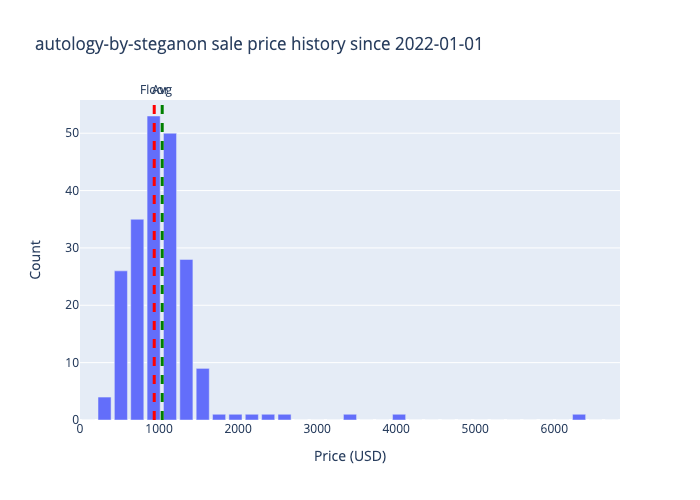 autology-by-steganon sale price history since 2022-01-01
Floor
Avg
50
40
30
20
10
0
Count
0 1000 2000 3000 4000 5000 6000
Price (USD)